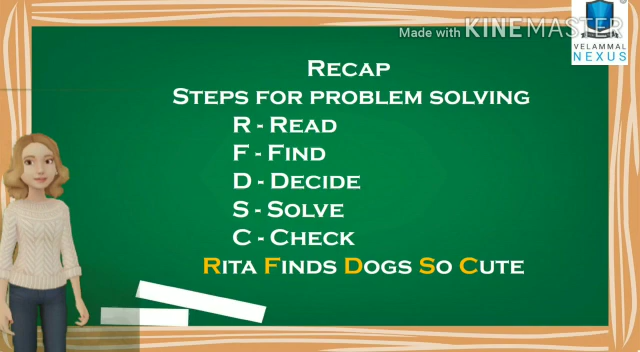 Made with KINEMASTER
VELAMMAL
NEXUS
RECAP
STEPS FOR PROBLEM SOLVING
R - READ
F - FIND
D - DECIDE
S - SOLVE
C - CHECK
RITA FINDS DOGS SO CUTE